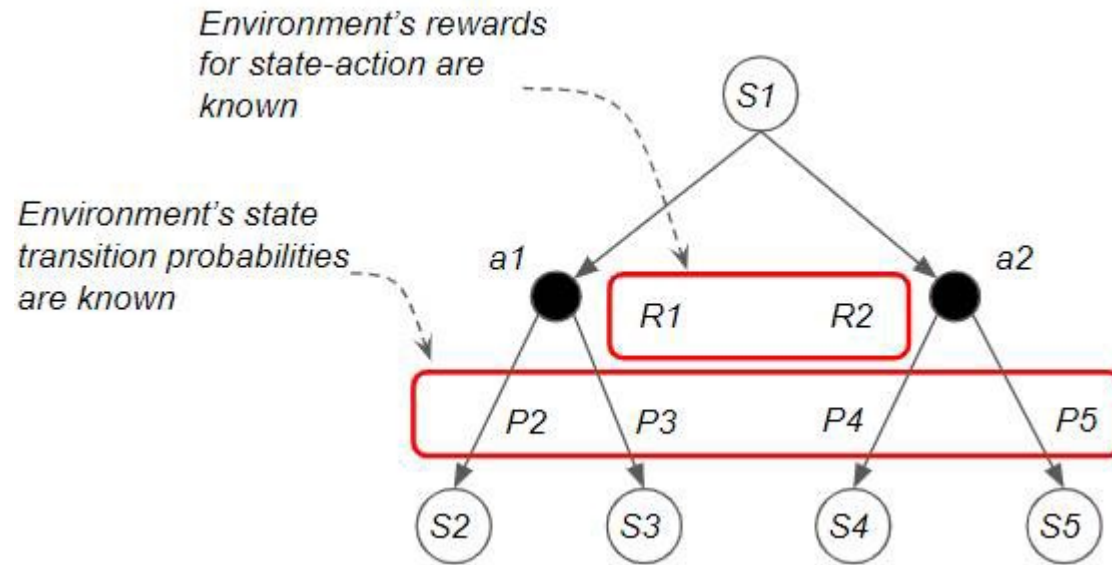 Environment's rewards
for state-action are
known
S1
Environment's state
transition probabilities
are known
a1
a2
R1
R2
P2
P3
P4
P5
S2
S3
S4
S5